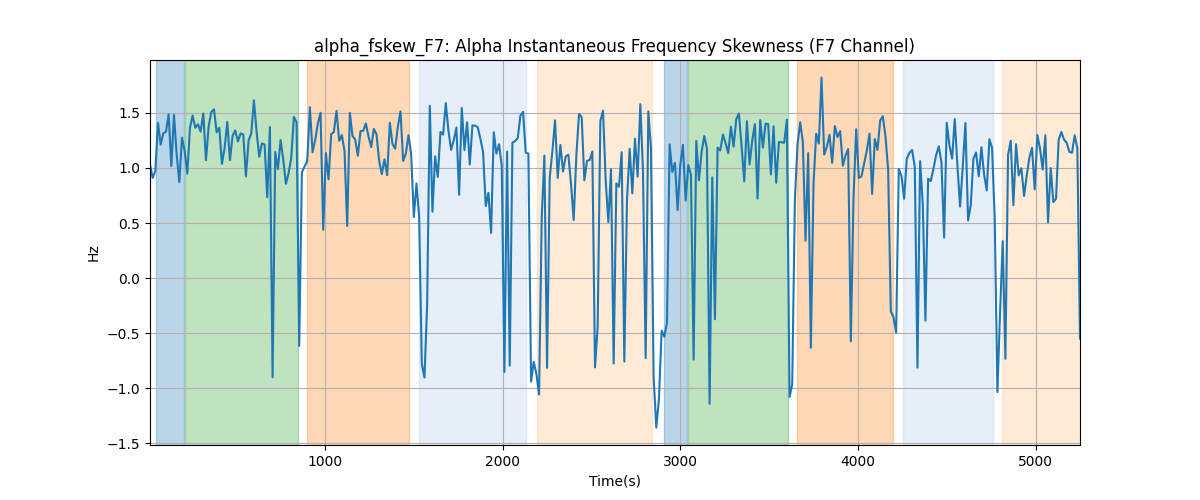 alpha_fskew_F7: Alpha Instantaneous Frequency Skewness (F7 Channel)
Hz
1.5
1.0
0.5
0.0
−0.5
−1.0
−1.5
1000 2000 3000 4000 5000
Time(s)